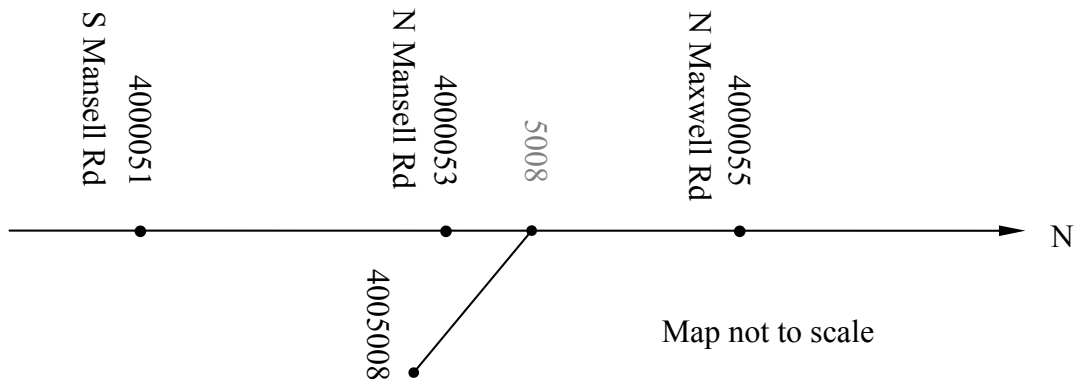 S Mansell Rd
4000051
N Mansell Rd
4000053
5008
N Maxwell Rd
4000055
N
4005008
Map not to scale